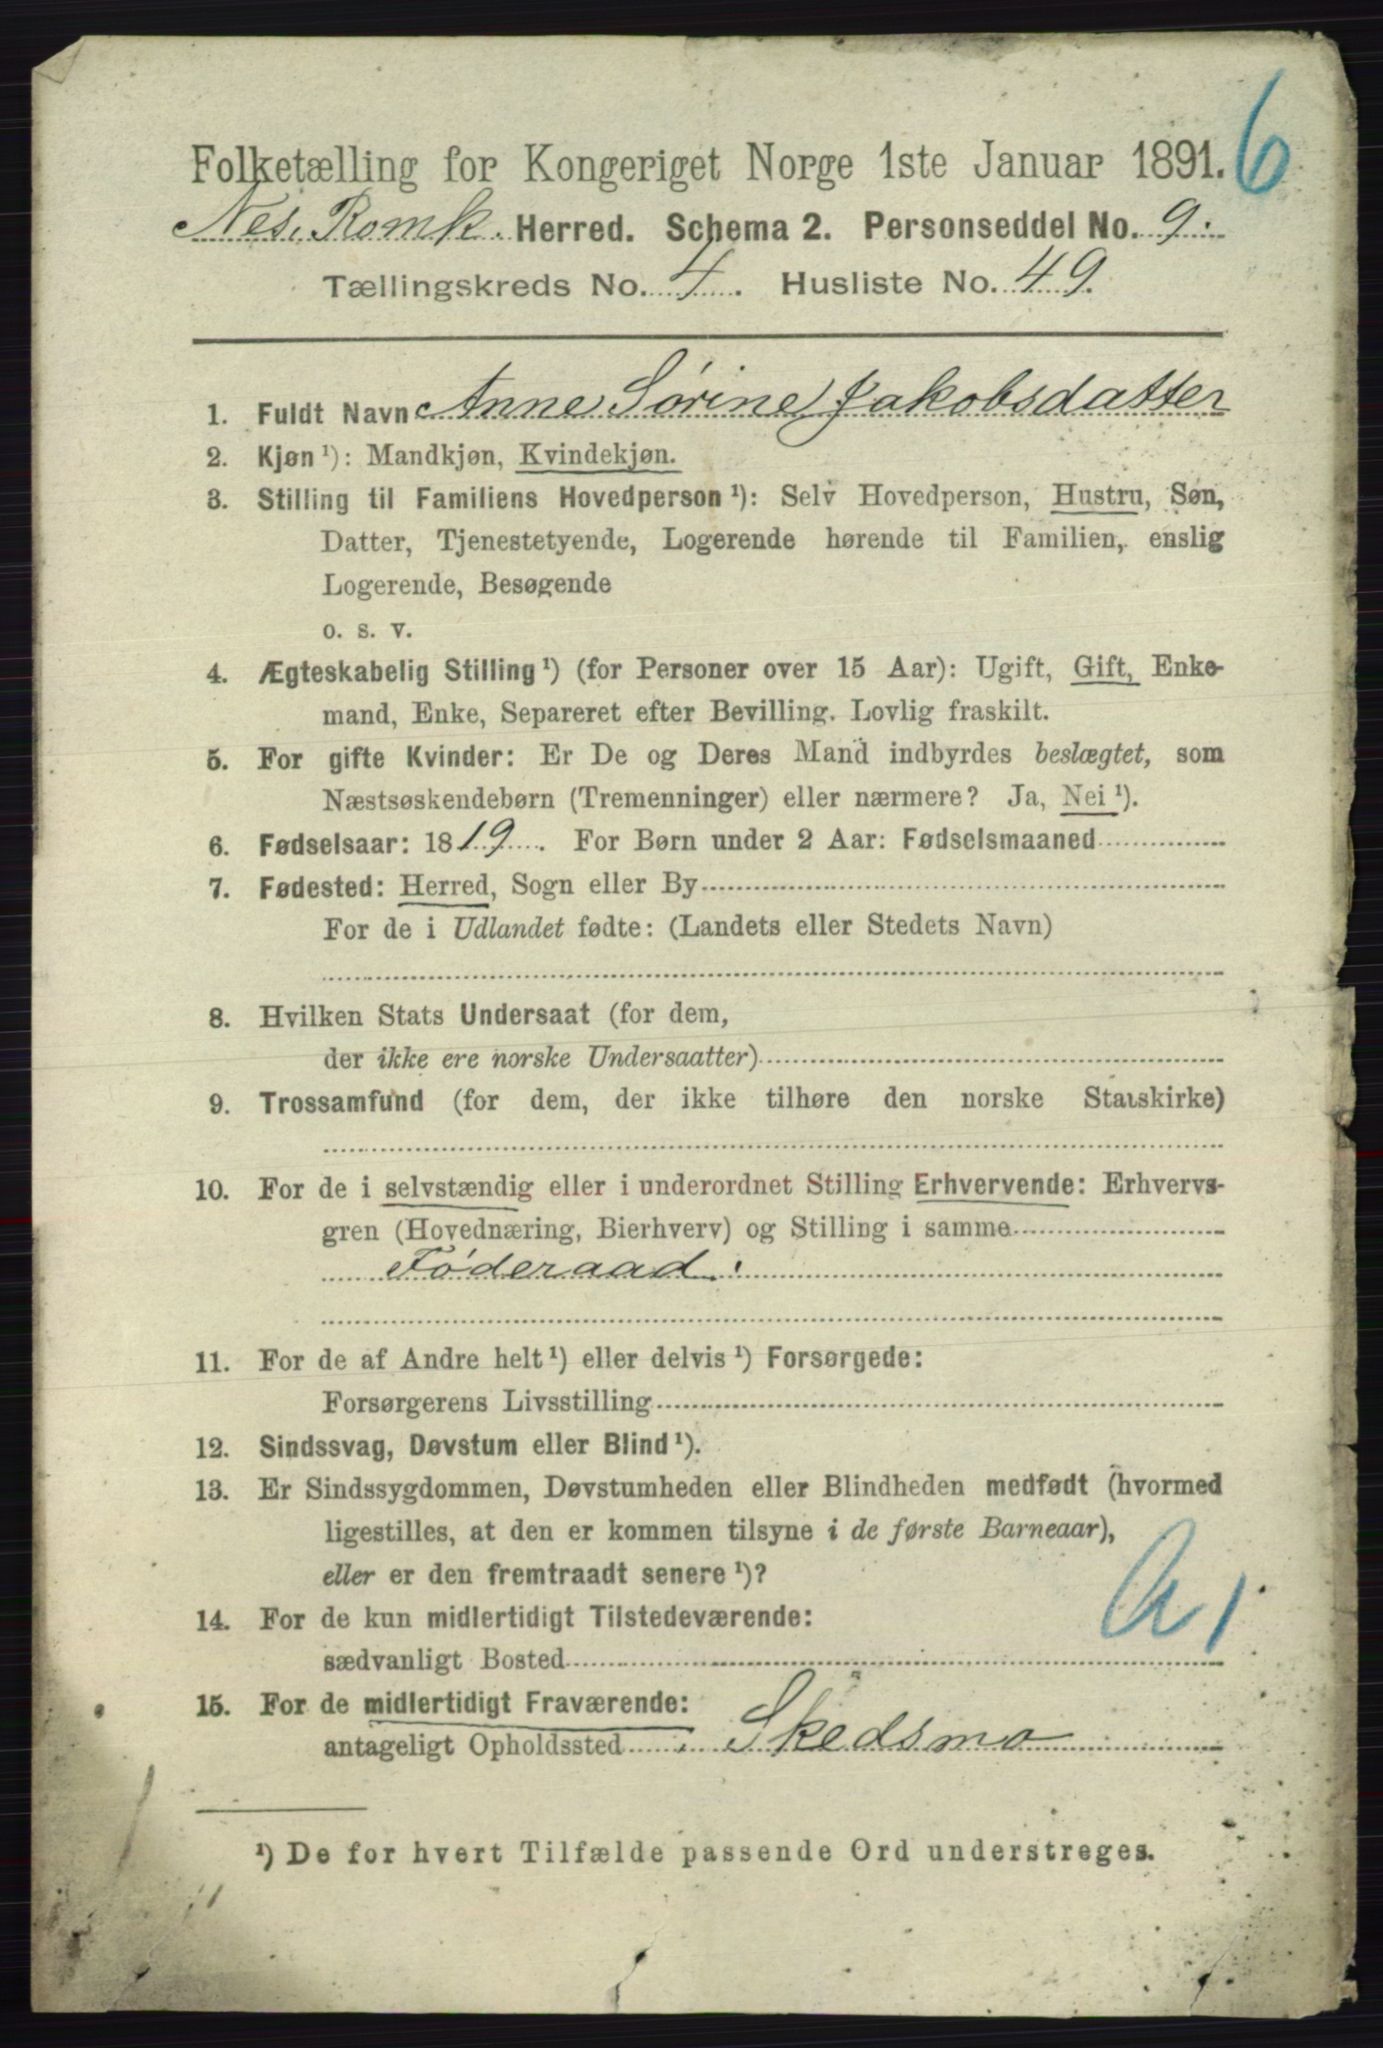 6
Folketælling for Kongeriget Norge 1ste Januar 1891.
Nes, Romk. Herred. Schema 2. Personseddel No. 9.
Tællingskreds No. 4. Husliste No. 49.
1. Fuldt Navn Anne Sørine Jakobsdatter
2. Kjøn ¹): Mandkjøn, Kvindekjøn.
3. Stilling til Familiens Hovedperson ¹): Selv Hovedperson, Hustru, Søn,
Datter, Tjenestetyende, Logerende hørende til Familien, enslig
Logerende, Besøgende
o. s. v.
4. Ægteskabelig Stilling ¹) (for Personer over 15 Aar): Ugift, Gift, Enke-
mand, Enke, Separeret efter Bevilling. Lovlig fraskilt.
5. For gifte Kvinder: Er De og Deres Mand indbyrdes beslægtet, som
Næstsøskendebørn (Tremenninger) eller nærmere? Ja, Nei ¹).
6. Fødselsaar: 1819. For Børn under 2 Aar: Fødselsmaaned
7. Fødested: Herred, Sogn eller By
For de i Udlandet fødte: (Landets eller Stedets Navn)
8. Hvilken Stats Undersaat (for dem,
der ikke ere norske Undersaatter)
9. Trossamfund (for dem, der ikke tilhøre den norske Statskirke)
10. For de i selvstændig eller i underordnet Stilling Erhvervende: Erhvervs-
gren (Hovednæring, Bierhverv) og Stilling i samme
Føderaad.
11. For de af Andre helt ¹) eller delvis ¹) Forsørgede:
Forsørgerens Livsstilling
12. Sindssvag, Døvstum eller Blind ¹).
13. Er Sindssygdommen, Døvstumheden eller Blindheden medfødt (hvormed
ligestilles, at den er kommen tilsyne i de første Barneaar),
eller er den fremtraadt senere ¹)?
14. For de kun midlertidigt Tilstedeværende:
sædvanligt Bosted
15. For de midlertidigt Fraværende:
antageligt Opholdssted Skedsmo
¹) De for hvert Tilfælde passende Ord understreges.